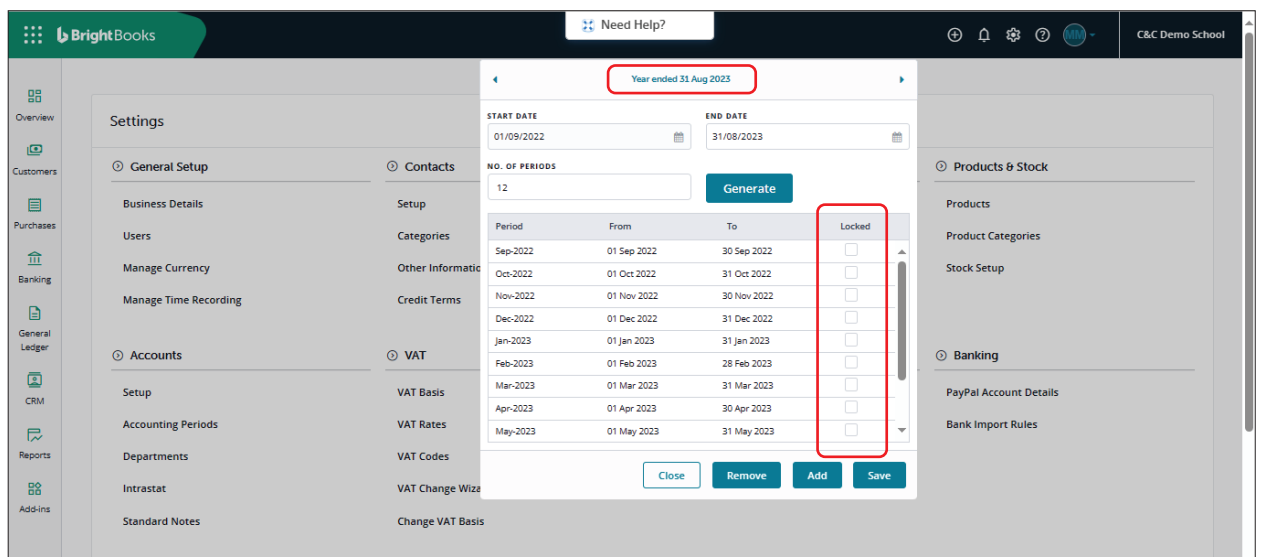 BrightBooks
Need Help?
MM
C&C Demo School
Overview
Customers
Purchases
Banking
General
Ledger
CRM
Reports
Add-ins
Settings
General Setup
Business Details
Users
Manage Currency
Manage Time Recording
Contacts
Setup
Categories
Other Informatio
Credit Terms
Products & Stock
Products
Product Categories
Stock Setup
Accounts
Setup
Accounting Periods
Departments
Intrastat
Standard Notes
VAT
VAT Basis
VAT Rates
VAT Codes
VAT Change Wiza
Change VAT Basis
Banking
PayPal Account Details
Bank Import Rules
Year ended 31 Aug 2023
START DATE END DATE
01/09/2022 31/08/2023
NO. OF PERIODS
12 Generate
Period From To Locked
Sep-2022 01 Sep 2022 30 Sep 2022
Oct-2022 01 Oct 2022 31 Oct 2022
Nov-2022 01 Nov 2022 30 Nov 2022
Dec-2022 01 Dec 2022 31 Dec 2022
Jan-2023 01 Jan 2023 31 Jan 2023
Feb-2023 01 Feb 2023 28 Feb 2023
Mar-2023 01 Mar 2023 31 Mar 2023
Apr-2023 01 Apr 2023 30 Apr 2023
May-2023 01 May 2023 31 May 2023
Close Remove Add Save